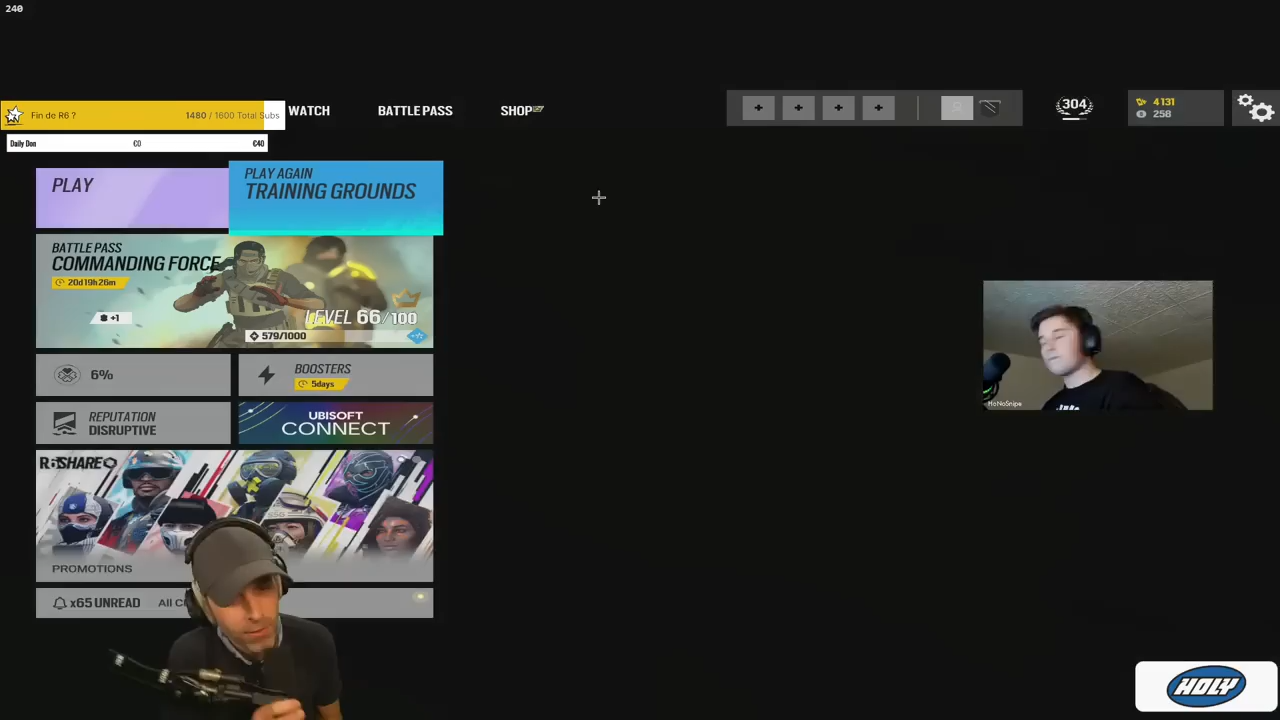 240
WATCH
BATTLE PASS
SHOP
304
4131
258
Fin de R6 ?
1480 / 1600 Total Subs
Daily Don
€0
€40
PLAY
PLAY AGAIN
TRAINING GROUNDS
BATTLE PASS
COMMANDING FORCE
20d19h26m
+1
LEVEL 66/100
579/1000
6%
BOOSTERS
5days
REPUTATION
DISRUPTIVE
UBISOFT
CONNECT
R6SHARE
PROMOTIONS
x65 UNREAD
All
HoNoSnipe
HOLY